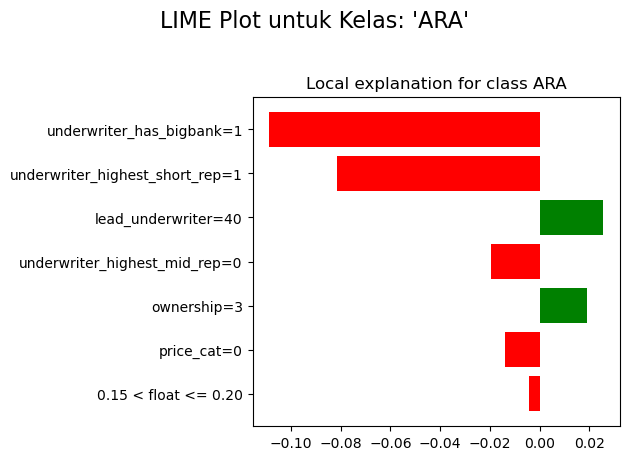 LIME Plot untuk Kelas: 'ARA'
Local explanation for class ARA
underwriter_has_bigbank=1
underwriter_highest_short_rep=1
lead_underwriter=40
underwriter_highest_mid_rep=0
ownership=3
price_cat=0
0.15 < float <= 0.20
−0.10 −0.08 −0.06 −0.04 −0.02 0.00 0.02